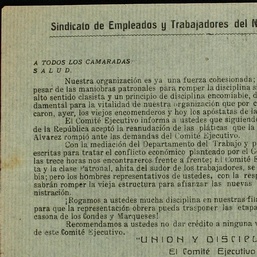 Sindicato de Empleados y Trabajadores del N
A TODOS LOS CAMARADAS
S A L U D.
Nuestra organización es ya una fuerza cohesionada;
pesar de las maniobras patronales para romper la disciplina s
alto sentido clasista y un principio de disciplina encomiable, d
damental para la vitalidad de nuestra organización que por c
caron, ayer, los viejos encomenderos y hoy los apóstatas de la
El Comité Ejecutivo informa a ustedes que siguiendo
de la República aceptó la reanudación de las pláticas que la
Alvarez rompió ante las demandas del Comité Ejecutivo.
Con la mediación del Departamento del Trabajo y p
escritas para tratar el conflicto económico planteado por el C
las trece horas nos encontraremos frente a frente; El Comité E
ta y la clase patronal, ahita del sudor de los trabajadores, se
bia; pero los hombres representativos de ustedes, con la resp
sabrán romper la vieja estructura para afianzar las nuevas
nistración.
¡Rogamos a ustedes mucha disciplina en nuestras fil
para que la representación obrera pueda trasponer las etapa
casona de los Condes y Marqueses!
Recomendamos a ustedes no dar crédito a ninguna v
de este Comité Ejecutivo.
"UNION Y DISCIPL
El Comité Ejecutivo